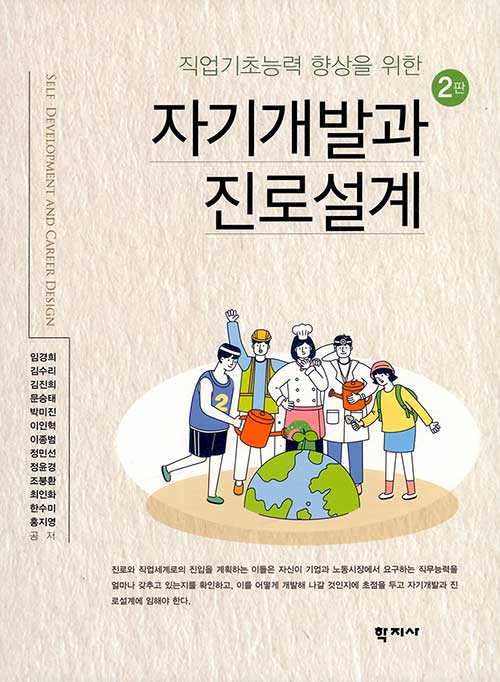 직업기초능력 향상을 위한
2판
자기개발과
진로설계
SELF-DEVELOPMENT AND CAREER DESIGN
임경희
김수리
김진희
문승태
박미진
이인혁
이종범
정민선
정윤경
조붕환
최인화
한수미
홍지영
공저
2
진로와 직업세계로의 진입을 계획하는 이들은 자신이 기업과 노동시장에서 요구하는 직무능력을
얼마나 갖추고 있는지를 확인하고, 이를 어떻게 개발해 나갈 것인지에 초점을 두고 자기개발과 진
로설계에 임해야 한다.
학지사